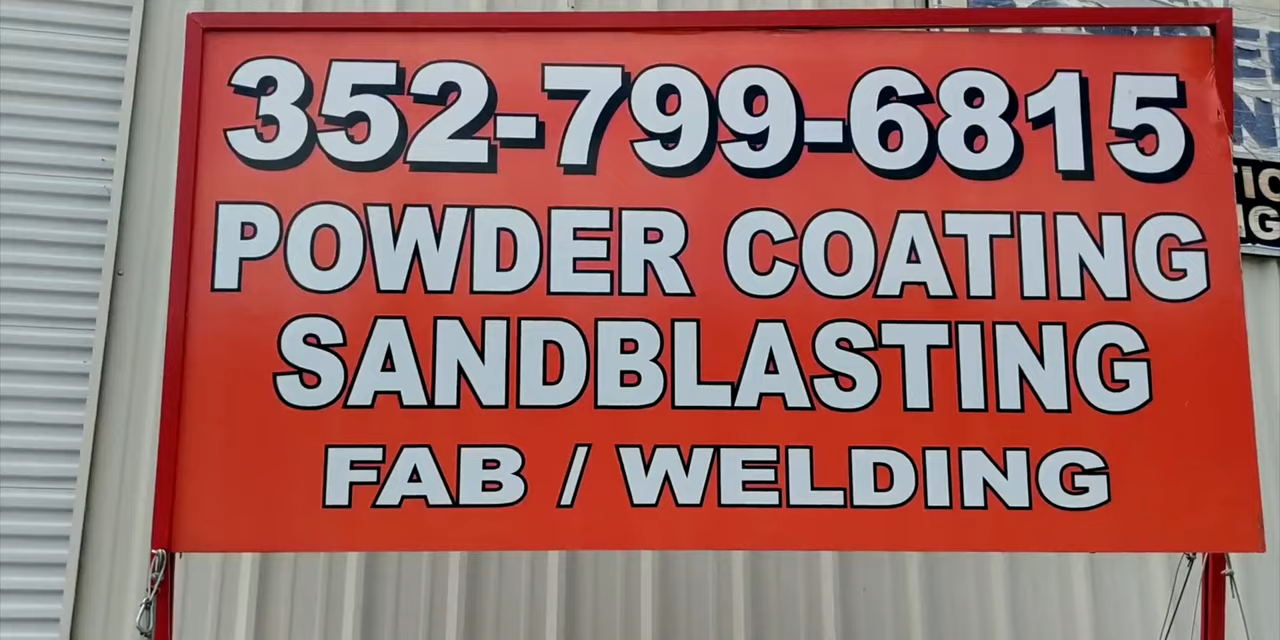 352-799-6815
POWDER COATING
SANDBLASTING
FAB / WELDING